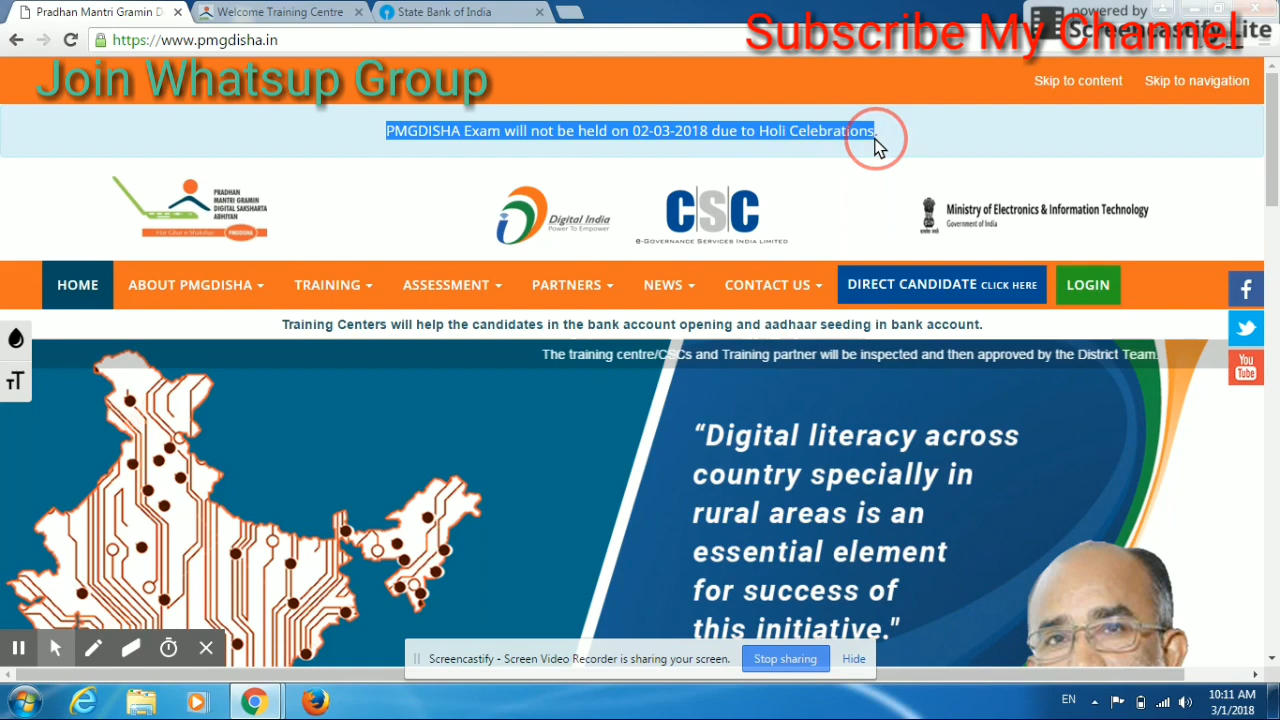 Pradhan Mantri Gramin D
Welcome Training Centre
State Bank of India
powered by
Screencastify Lite
Subscribe My Channel
https://www.pmgdisha.in
Join Whatsup Group
Skip to content
Skip to navigation
PMGDISHA Exam will not be held on 02-03-2018 due to Holi Celebrations.
PRADHAN
MANTRI GRAMIN
DIGITAL SAKSHARTA
ABHIYAN
PMGDISHA
Digital India
Power To Empower
CSC
e-GOVERNANCE SERVICES INDIA LIMITED
Ministry of Electronics & Information Technology
Government of India
HOME
ABOUT PMGDISHA
TRAINING
ASSESSMENT
PARTNERS
NEWS
CONTACT US
DIRECT CANDIDATE CLICK HERE
LOGIN
Training Centers will help the candidates in the bank account opening and aadhaar seeding in bank account.
The training centre/CSCs and Training partner will be inspected and then approved by the District Team.
You
Tube
“Digital literacy across
country specially in
rural areas is an
essential element
for success of
this initiative."
Screencastify - Screen Video Recorder is sharing your screen.
Stop sharing
Hide
EN
10:11 AM
3/1/2018